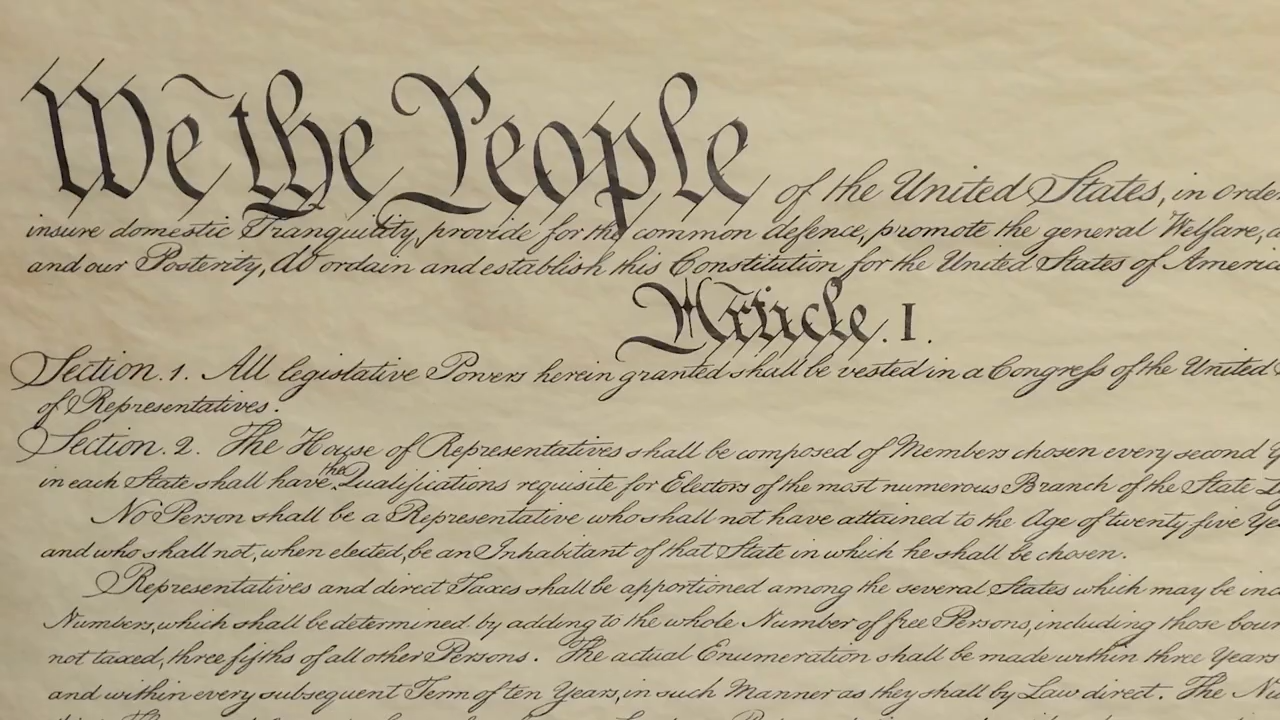 We the People of the United States, in Orde
insure domestic Tranquility, provide for the common defence, promote the general Welfare, a
and our Posterity, do ordain and establish this Constitution for the United States of America
Article. I.
Section. 1. All legislative Powers herein granted shall be vested in a Congreſs of the United
of Representatives.
Section. 2. The House of Representatives shall be composed of Members chosen every second Y
in each State shall have the Qualifications requisite for Electors of the most numerous Branch of the State L
No Person shall be a Representative who shall not have attained to the Age of twenty five Ye
and who shall not, when elected, be an Inhabitant of that State in which he shall be chosen.
Representatives and direct Taxes shall be apportioned among the several States which may be inc
Numbers, which shall be determined by adding to the whole Number of free Persons, including those boun
not taxed, three fifths of all other Persons. The actual Enumeration shall be made within three Years
and within every subsequent Term of ten Years, in such Manner as they shall by Law direct. The Nu